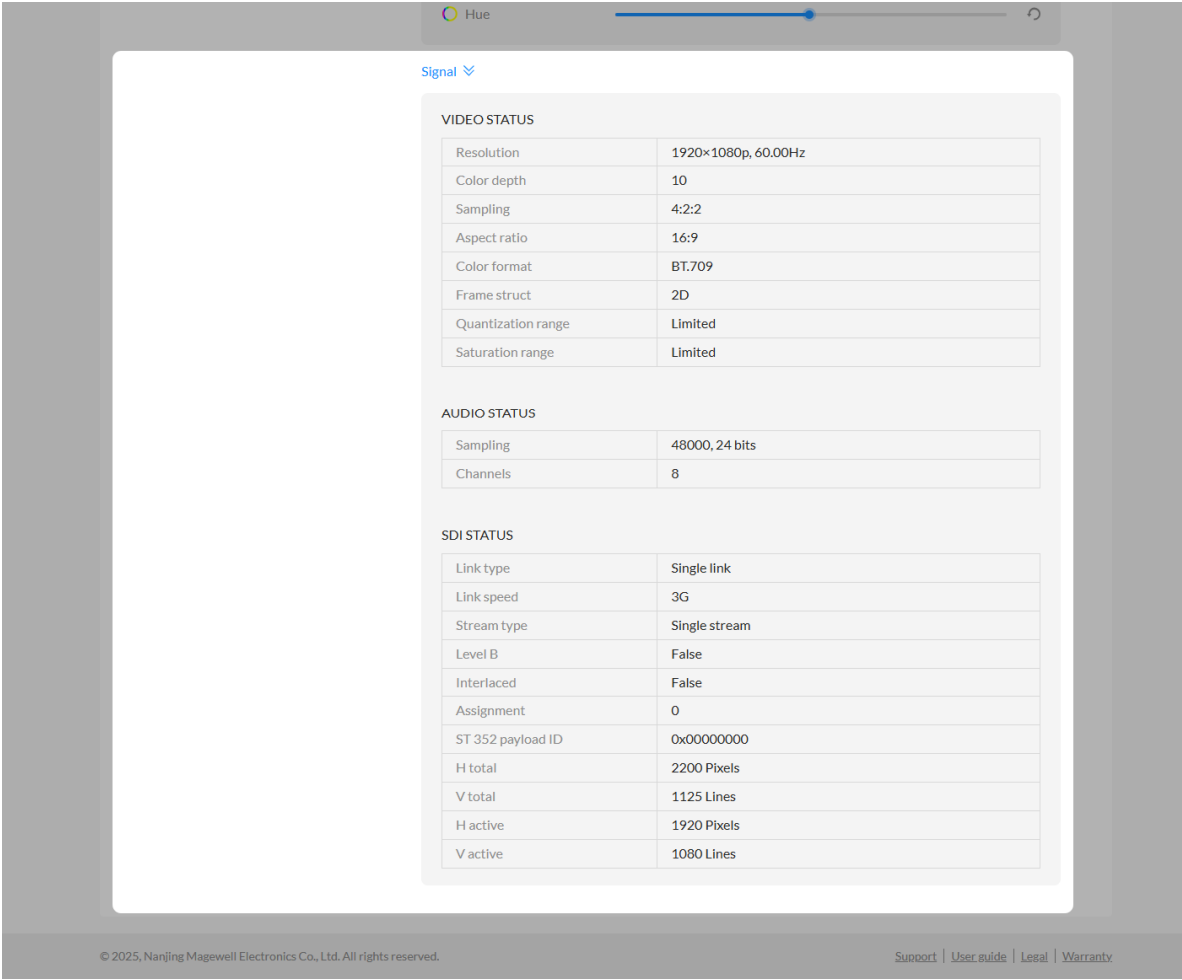 Hue
Signal
VIDEO STATUS
Resolution 1920×1080p, 60.00Hz
Color depth 10
Sampling 4:2:2
Aspect ratio 16:9
Color format BT.709
Frame struct 2D
Quantization range Limited
Saturation range Limited
AUDIO STATUS
Sampling 48000, 24 bits
Channels 8
SDI STATUS
Link type Single link
Link speed 3G
Stream type Single stream
Level B False
Interlaced False
Assignment 0
ST 352 payload ID 0x00000000
H total 2200 Pixels
V total 1125 Lines
H active 1920 Pixels
V active 1080 Lines
© 2025, Nanjing Magewell Electronics Co., Ltd. All rights reserved. Support | User guide | Legal | Warranty